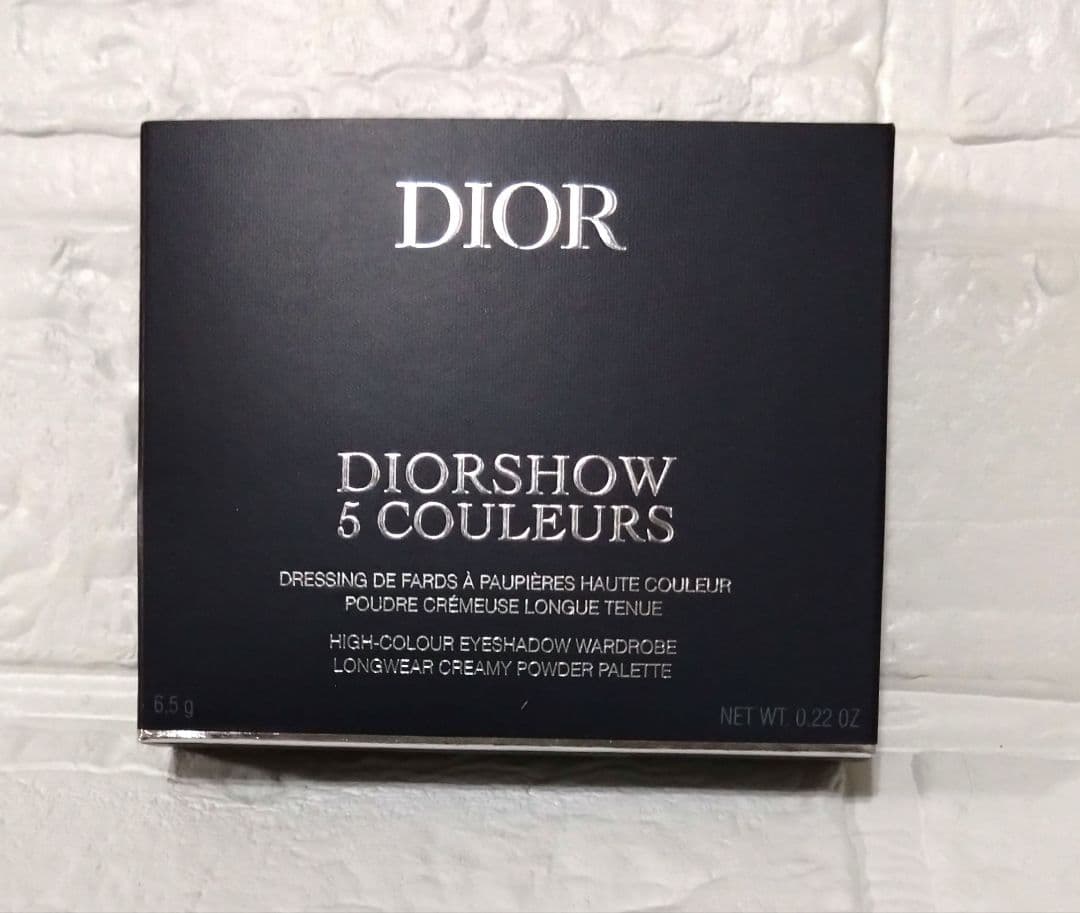 DIOR
DIORSHOW
5 COULEURS
DRESSING DE FARDS À PAUPIÈRES HAUTE COULEUR
POUDRE CRÉMEUSE LONGUE TENUE
HIGH-COLOUR EYESHADOW WARDROBE
LONGWEAR CREAMY POWDER PALETTE
6,5 g
NET WT. 0.22 OZ